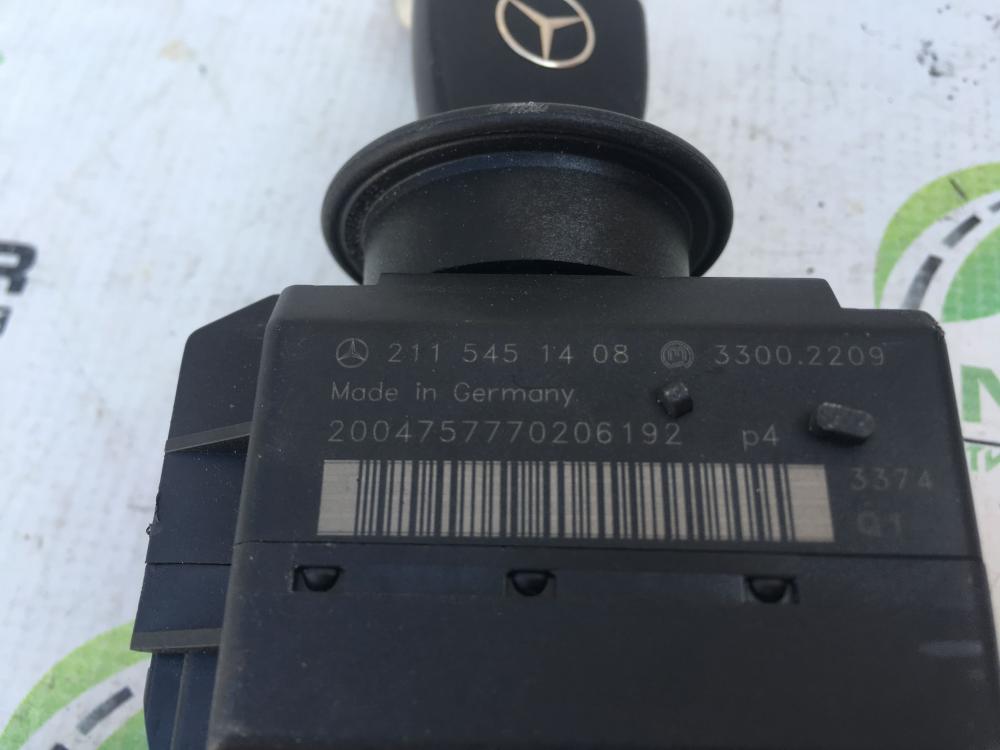 211 545 14 08 M 3300.2209
Made in Germany
2004757770206192 p4
3374
Q1